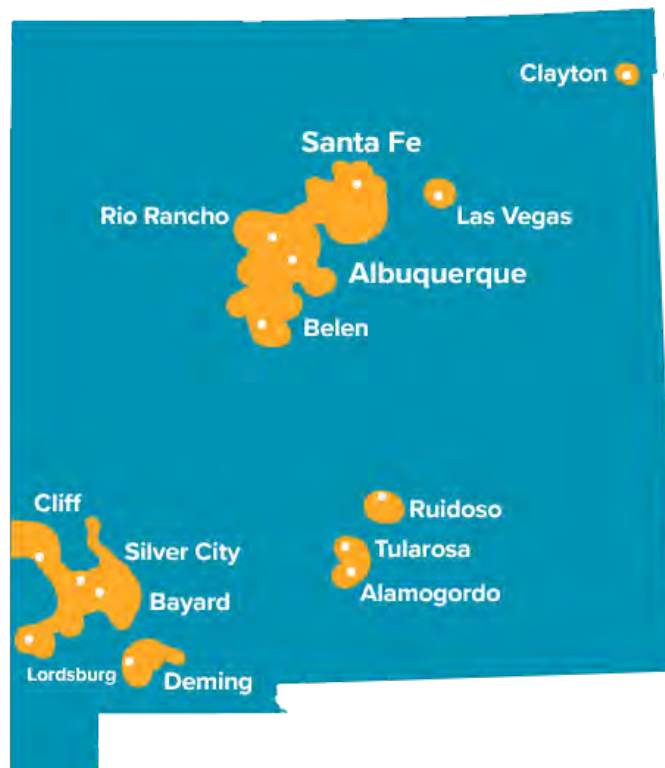 Clayton
Santa Fe
Rio Rancho
Las Vegas
Albuquerque
Belen
Cliff
Ruidoso
Silver City
Tularosa
Bayard
Alamogordo
Lordsburg
Deming